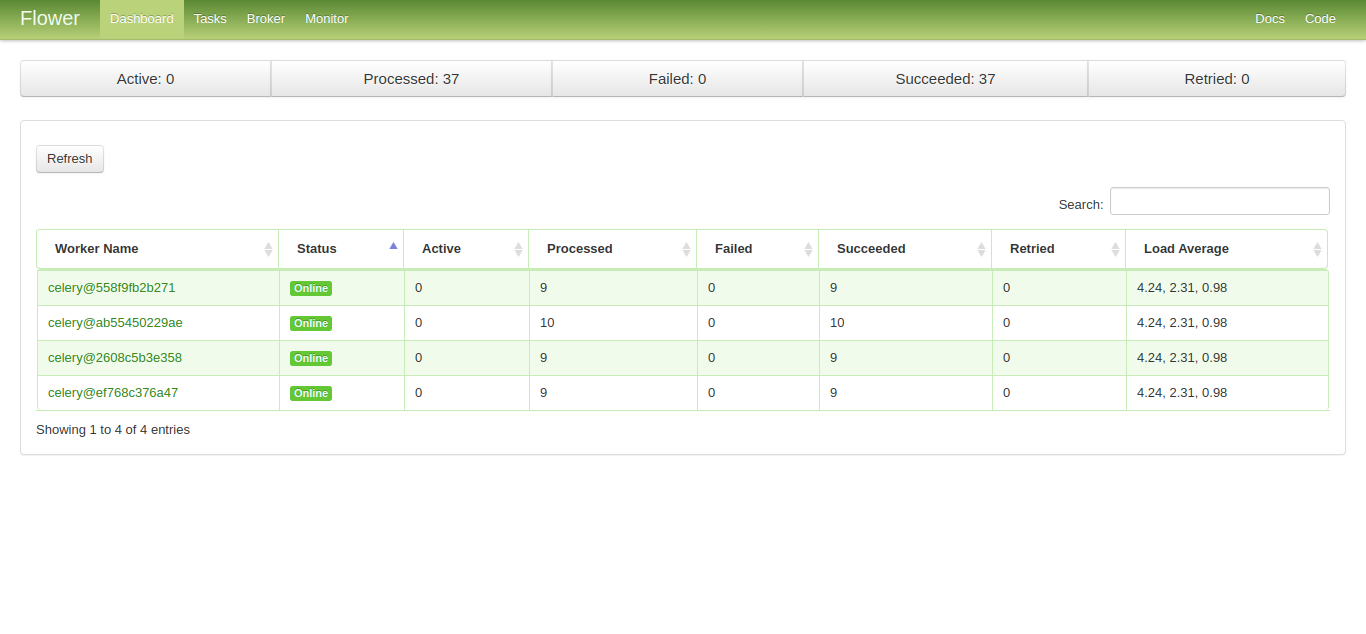 Flower Dashboard Tasks Broker Monitor Docs Code
Active: 0 Processed: 37 Failed: 0 Succeeded: 37 Retried: 0
Refresh
Search:
Worker Name Status Active Processed Failed Succeeded Retried Load Average
celery@558f9fb2b271 Online 0 9 0 9 0 4.24, 2.31, 0.98
celery@ab55450229ae Online 0 10 0 10 0 4.24, 2.31, 0.98
celery@2608c5b3e358 Online 0 9 0 9 0 4.24, 2.31, 0.98
celery@ef768c376a47 Online 0 9 0 9 0 4.24, 2.31, 0.98
Showing 1 to 4 of 4 entries